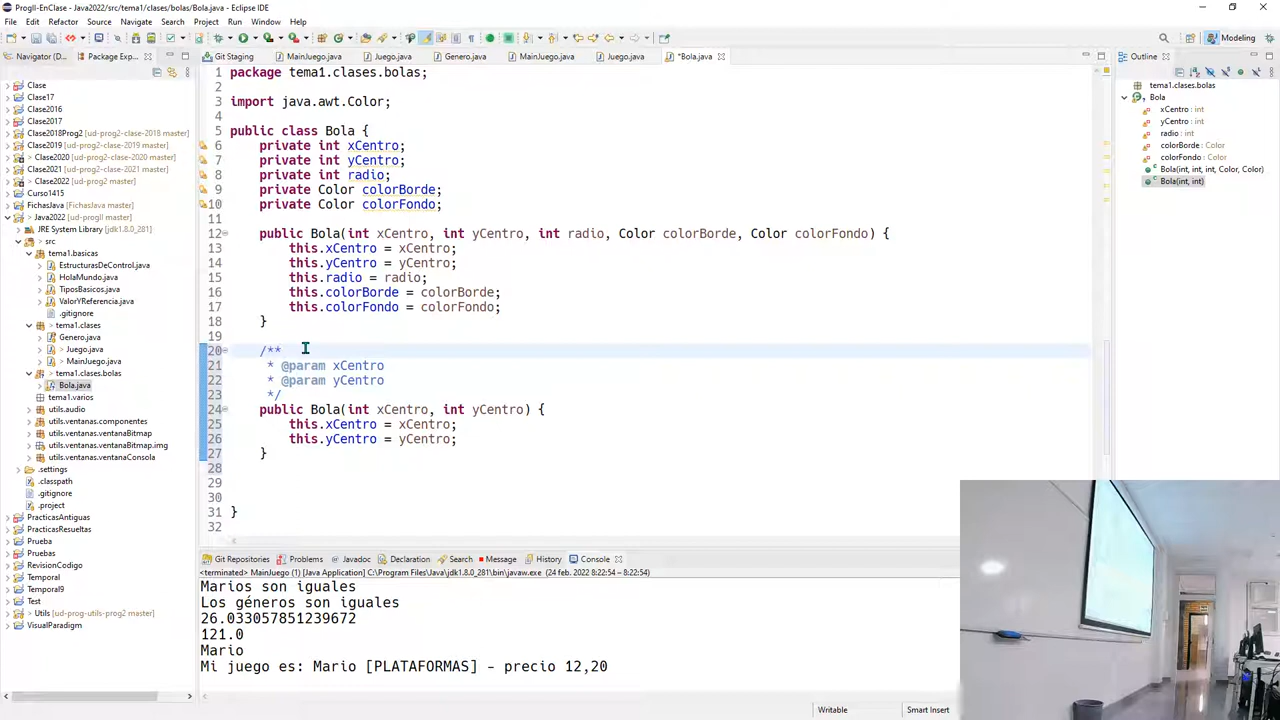 ProgII-EnClase - Java2022/src/tema1/clases/bolas/Bola.java - Eclipse IDE
File Edit Refactor Source Navigate Search Project Run Window Help
Modeling
Navigator (D...
Package Exp...
Git Staging
MainJuego.java
Juego.java
Genero.java
MainJuego.java
Juego.java
*Bola.java
Outline
Clase
Clase17
Clase2016
Clase2017
Clase2018Prog2 [ud-prog2-clase-2018 master]
Clase2019 [ud-prog2-clase-2019 master]
> Clase2020 [ud-prog2-clase-2020 master]
Clase2021 [ud-prog2-clase-2021 master]
> Clase2022 [ud-prog2-clase-2022 master]
Curso1415
FichasJava [ud-progII master]
> Java2022 [ud-progII master]
JRE System Library [jdk1.8.0_281]
> src
tema1.basicas
EstructurasDeControl.java
HolaMundo.java
TiposBasicos.java
ValorYReferencia.java
.gitignore
> tema1.clases
Genero.java
> Juego.java
> MainJuego.java
> tema1.clases.bolas
Bola.java
tema1.varios
utils.audio
utils.ventanas.componentes
utils.ventanas.ventanaBitmap
utils.ventanas.ventanaBitmap.img
utils.ventanas.ventanaConsola
> .settings
.classpath
.gitignore
.project
PracticasAntiguas
PracticasResueltas
Prueba
Pruebas
RevisionCodigo
Temporal
Temporal9
Test
> Utils [ud-prog-utils-prog2 master]
VisualParadigm
1 package tema1.clases.bolas;
2
3 import java.awt.Color;
4
5 public class Bola {
6 private int xCentro;
7 private int yCentro;
8 private int radio;
9 private Color colorBorde;
10 private Color colorFondo;
11
12 public Bola(int xCentro, int yCentro, int radio, Color colorBorde, Color colorFondo) {
13 this.xCentro = xCentro;
14 this.yCentro = yCentro;
15 this.radio = radio;
16 this.colorBorde = colorBorde;
17 this.colorFondo = colorFondo;
18 }
19
20 /**
21 * @param xCentro
22 * @param yCentro
23 */
24 public Bola(int xCentro, int yCentro) {
25 this.xCentro = xCentro;
26 this.yCentro = yCentro;
27 }
28
29
30
31 }
32
tema1.clases.bolas
Bola
xCentro : int
yCentro : int
radio : int
colorBorde : Color
colorFondo : Color
Bola(int, int, int, Color, Color)
Bola(int, int)
Git Repositories
Problems
Javadoc
Declaration
Search
Message
History
Console
<terminated> MainJuego (1) [Java Application] C:\Program Files\Java\jdk1.8.0_281\bin\javaw.exe (24 feb. 2022 8:22:54 – 8:22:54)
Marios son iguales
Los géneros son iguales
26.033057851239672
121.0
Mario
Mi juego es: Mario [PLATAFORMAS] - precio 12,20
Writable
Smart Insert